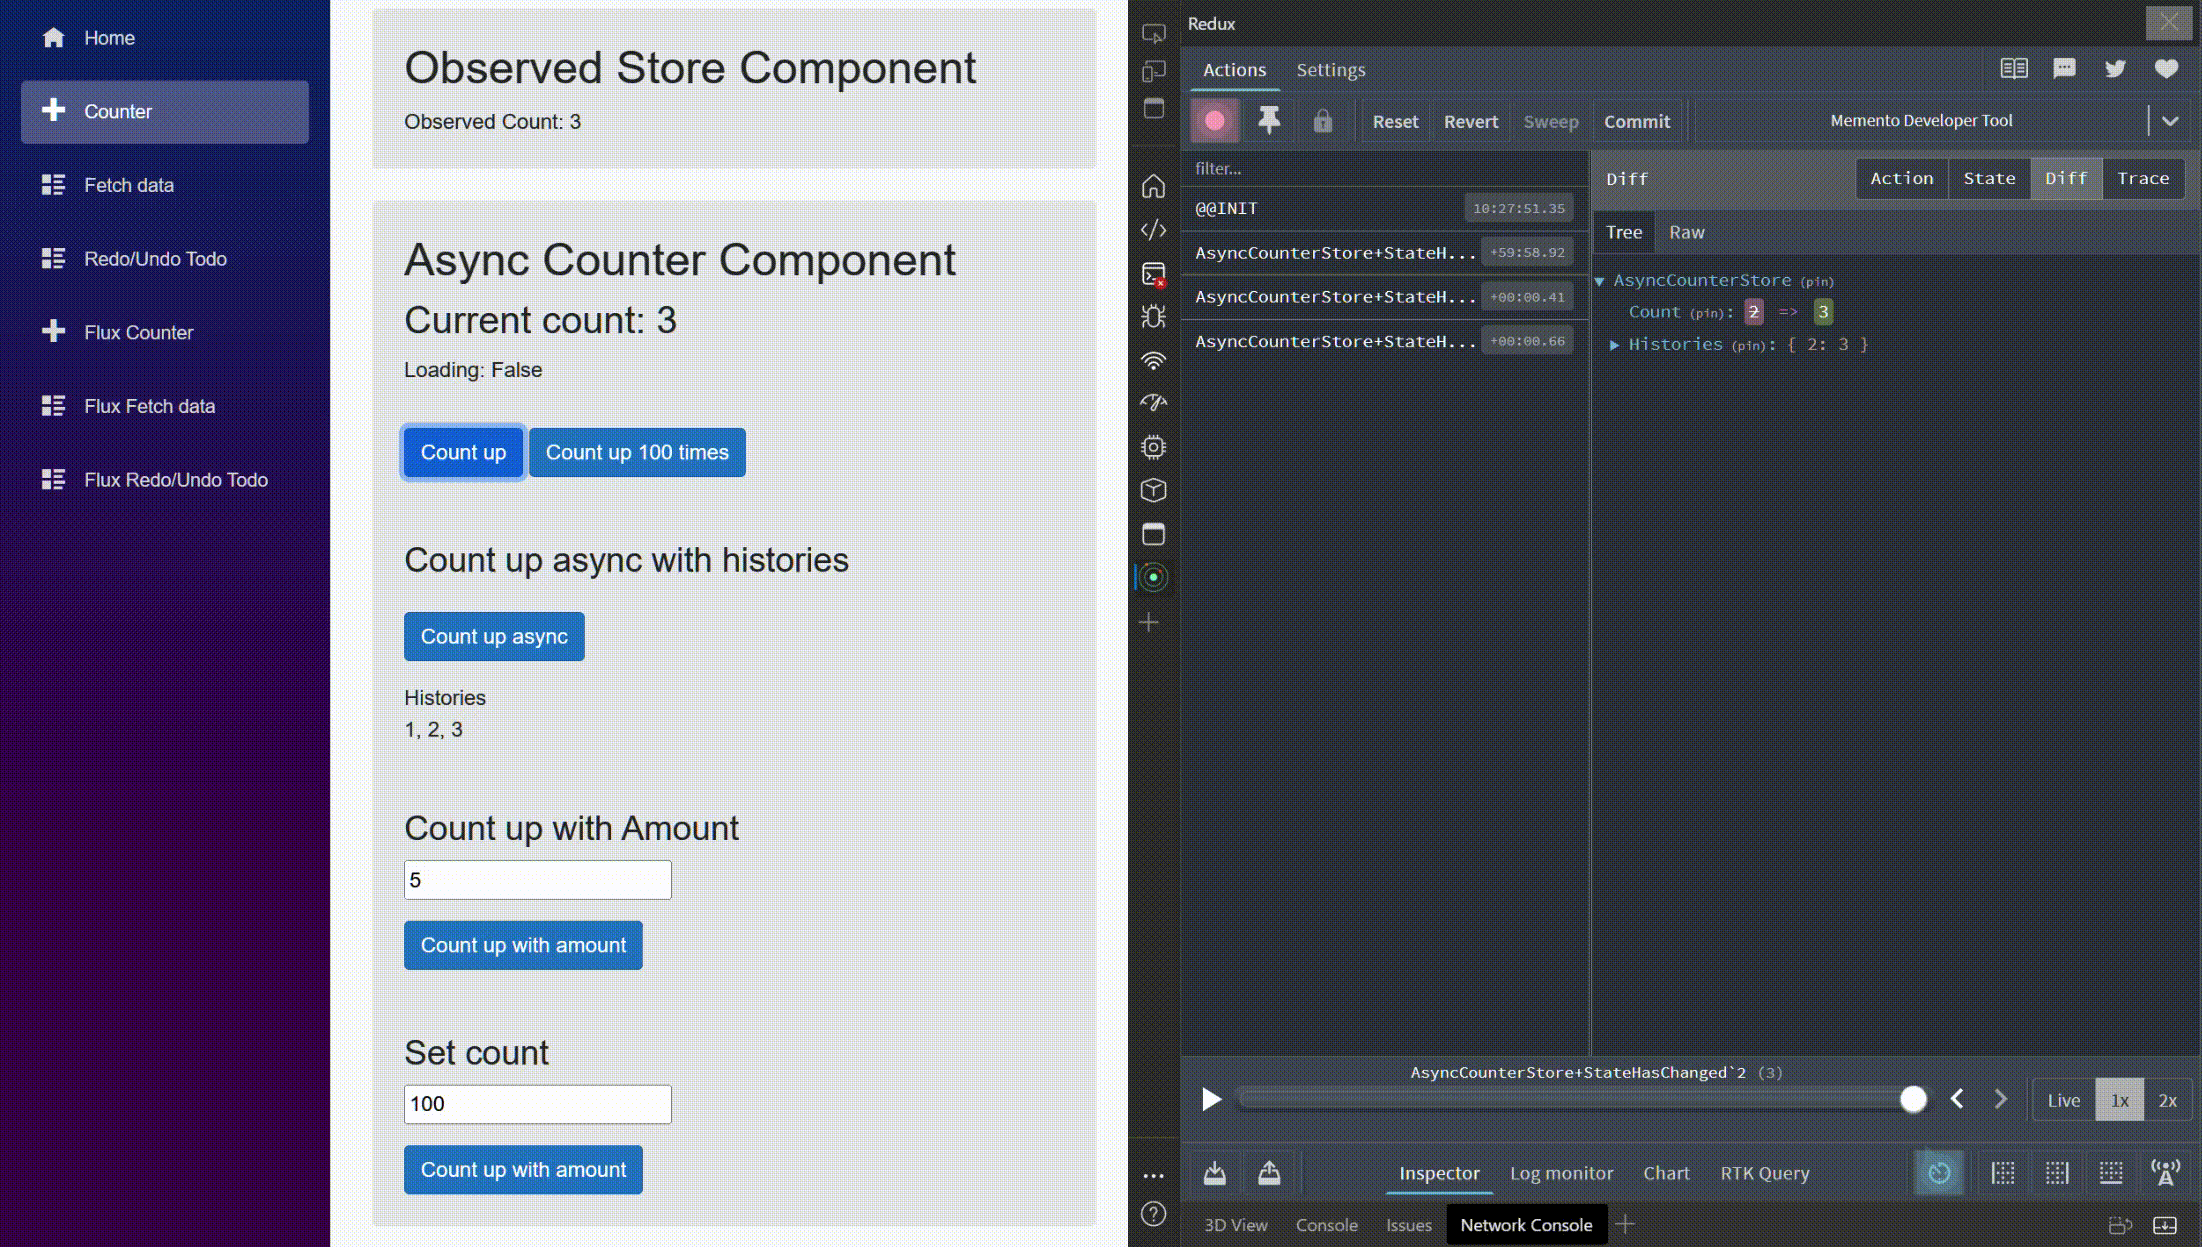 Home
Counter
Fetch data
Redo/Undo Todo
Flux Counter
Flux Fetch data
Flux Redo/Undo Todo
Observed Store Component
Observed Count: 3
Async Counter Component
Current count: 3
Loading: False
Count up Count up 100 times
Count up async with histories
Count up async
Histories
1, 2, 3
Count up with Amount
5
Count up with amount
Set count
100
Count up with amount
Redux
Actions Settings
Reset Revert Sweep Commit Memento Developer Tool
filter...
@@INIT 10:27:51.35
AsyncCounterStore+StateH... +59:58.92
AsyncCounterStore+StateH... +00:00.41
AsyncCounterStore+StateH... +00:00.66
Diff Action State Diff Trace
Tree Raw
AsyncCounterStore (pin)
Count (pin): 2 => 3
Histories (pin): { 2: 3 }
AsyncCounterStore+StateHasChanged`2 (3)
Live 1x 2x
Inspector Log monitor Chart RTK Query
3D View Console Issues Network Console